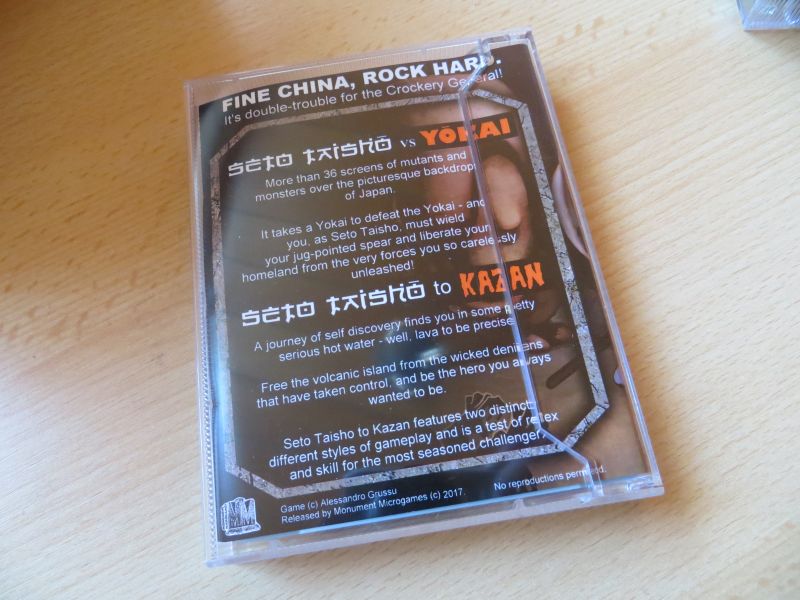 FINE CHINA, ROCK HARD.
It's double-trouble for the Crockery General!
SETO TAISHŌ vs YŌKAI
More than 36 screens of mutants and
monsters over the picturesque backdrop
of Japan.
It takes a Yokai to defeat the Yokai - and
you, as Seto Taisho, must wield
your jug-pointed spear and liberate your
homeland from the very forces you so carelessly
unleashed!
SETO TAISHŌ to KAZAN
A journey of self discovery finds you in some pretty
serious hot water - well, lava to be precise.
Free the volcanic island from the wicked denizens
that have taken control, and be the hero you always
wanted to be.
Seto Taisho to Kazan features two distinct
different styles of gameplay and is a test of reflex
and skill for the most seasoned challenger.
Game (c) Alessandro Grussu
Released by Monument Microgames (c) 2017.
No reproductions permitted.
MM